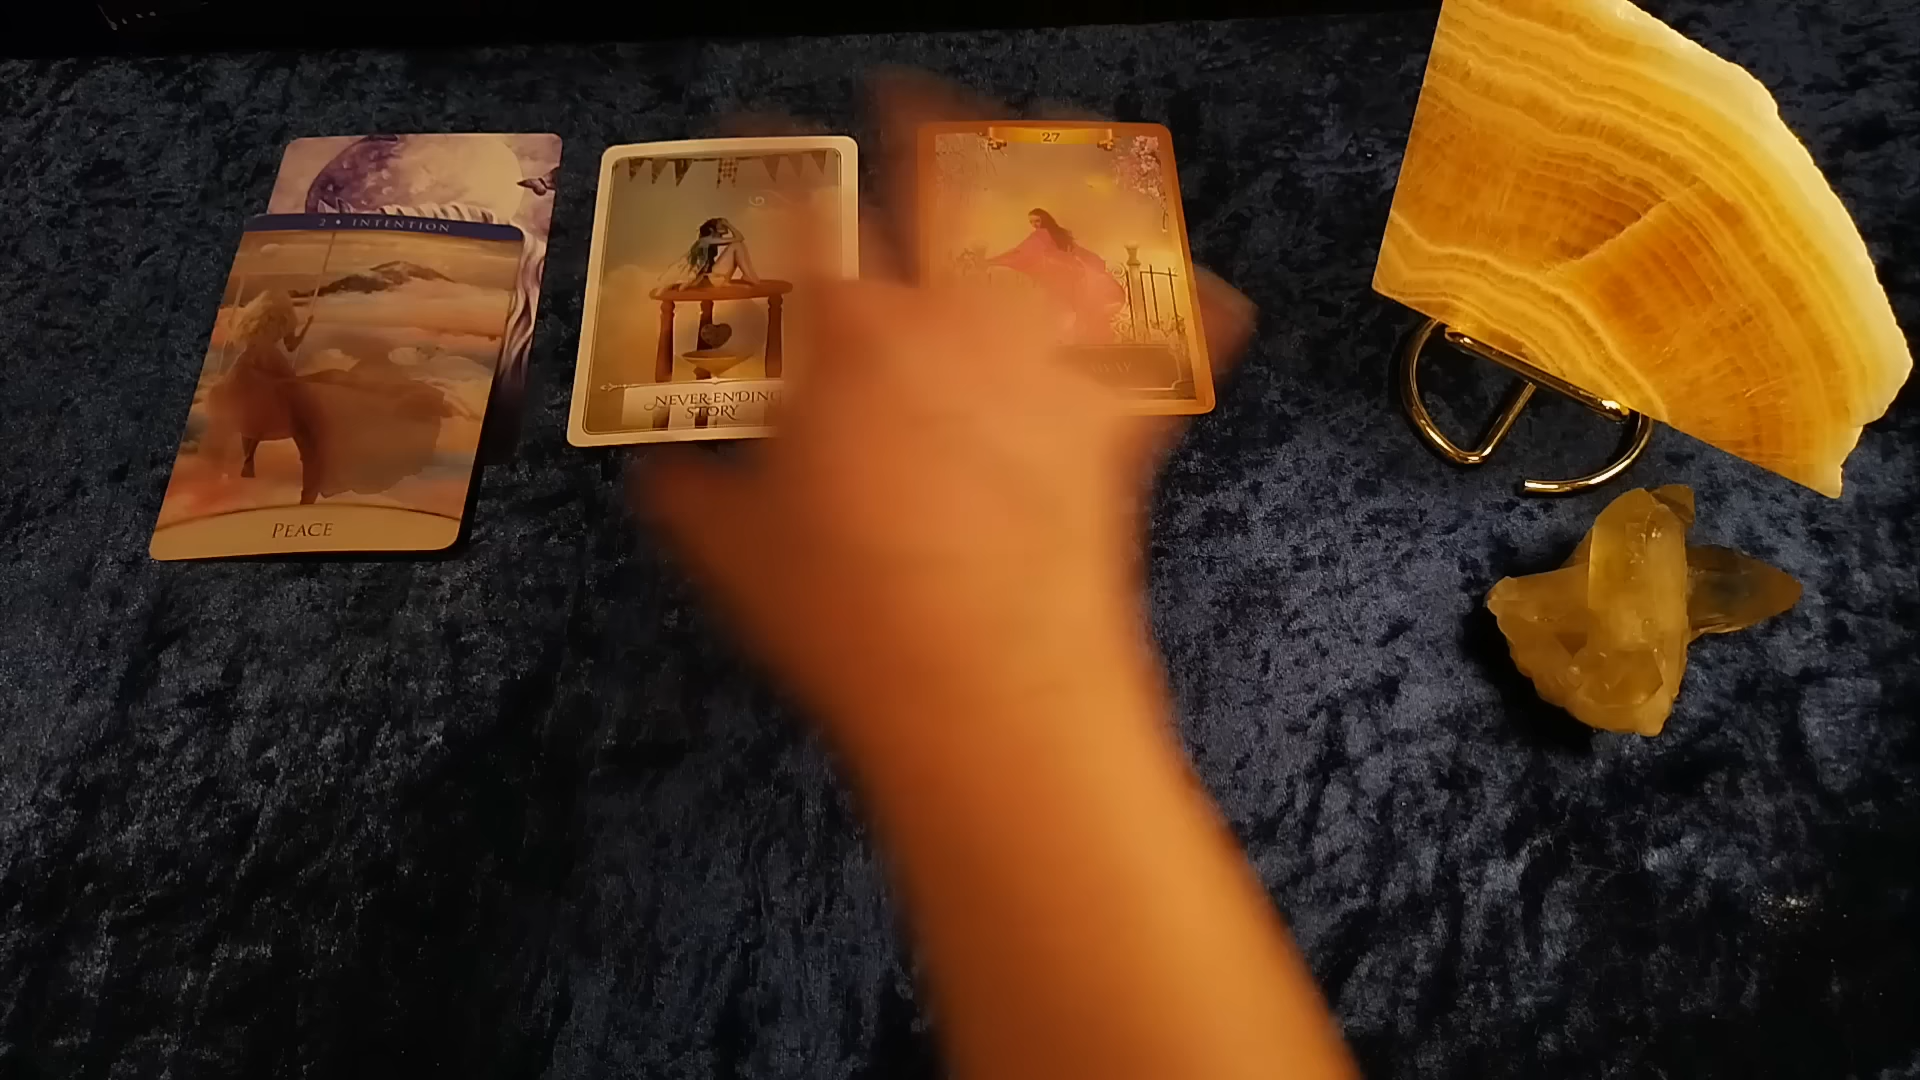 2 • INTENTION
PEACE
NEVER-ENDING
STORY
27